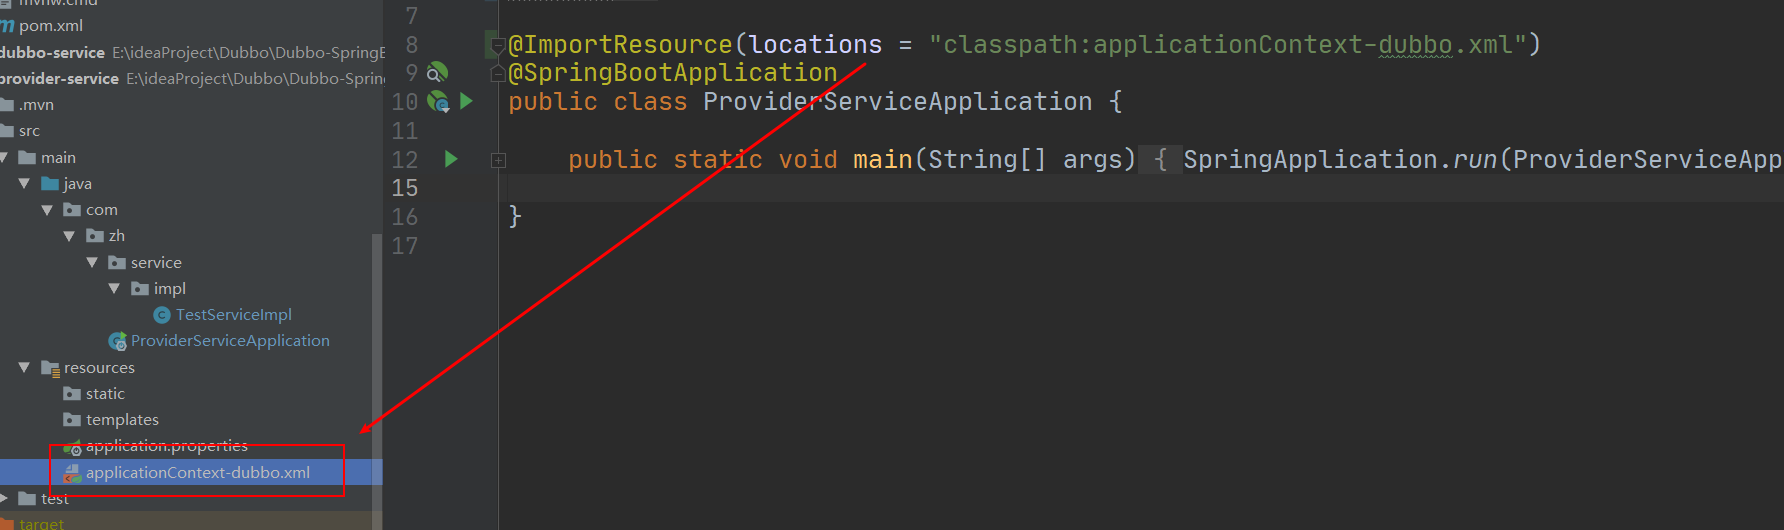 mvnw.cmd
pom.xml
dubbo-service E:\ideaProject\Dubbo\Dubbo-SpringB
provider-service E:\ideaProject\Dubbo\Dubbo-Sprin
.mvn
src
main
java
com
zh
service
impl
TestServiceImpl
ProviderServiceApplication
resources
static
templates
application.properties
applicationContext-dubbo.xml
test
target
7
8 @ImportResource(locations = "classpath:applicationContext-dubbo.xml")
9 @SpringBootApplication
10 public class ProviderServiceApplication {
11
12 public static void main(String[] args) { SpringApplication.run(ProviderServiceApp
15
16 }
17